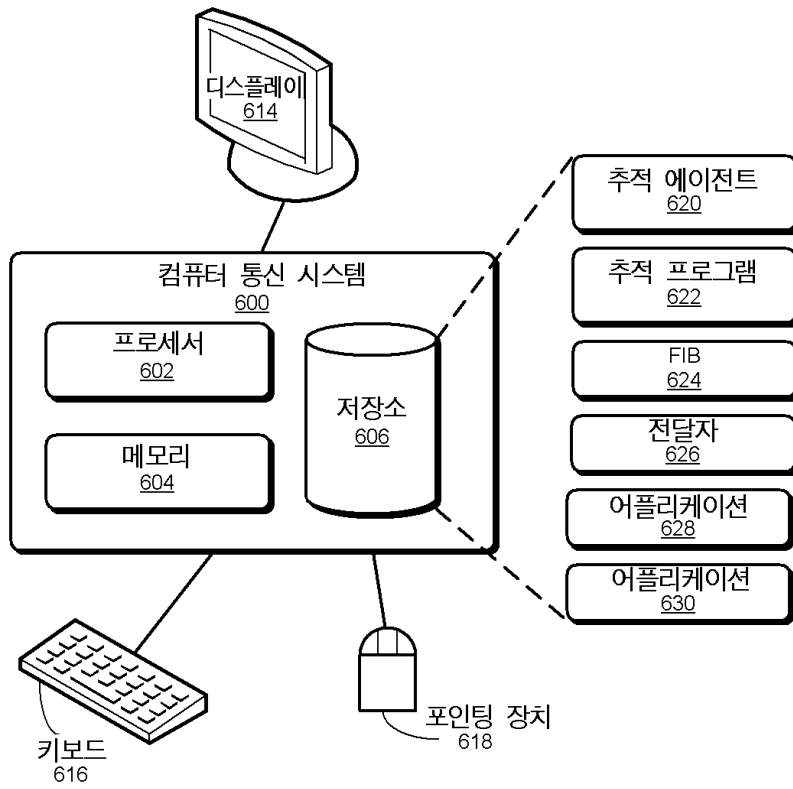 디스플레이
614
컴퓨터 통신 시스템
600
프로세서
602
메모리
604
저장소
606
추적 에이전트
620
추적 프로그램
622
FIB
624
전달자
626
어플리케이션
628
어플리케이션
630
키보드
616
포인팅 장치
618